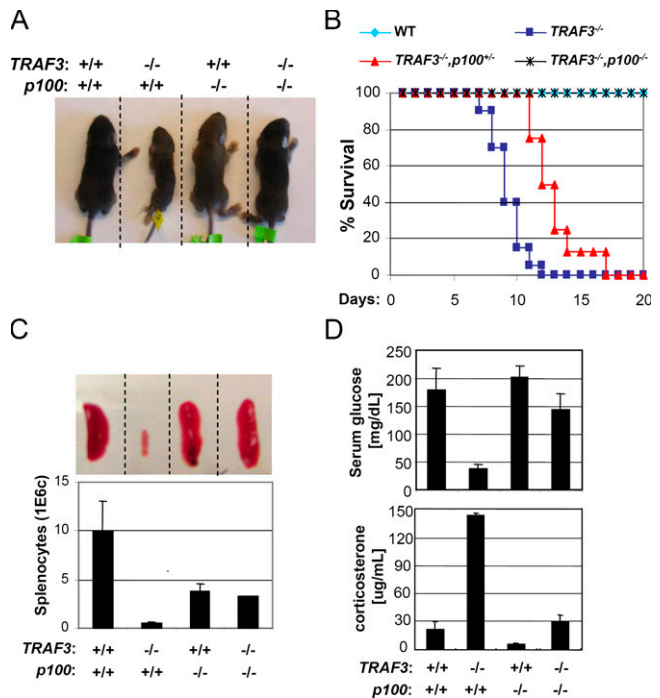 A
TRAF3: +/+ -/- +/+ -/-
p100: +/+ +/+ -/- -/-
B
WT TRAF3-/-
TRAF3-/-,p100+/- TRAF3-/-,p100-/-
% Survival
100
80
60
40
20
0
Days: 0 5 10 15 20
C
Splenocytes (1E6c)
15
10
5
0
TRAF3: +/+ -/- +/+ -/-
p100: +/+ +/+ -/- -/-
D
Serum glucose
[mg/dL]
250
200
150
100
50
0
corticosterone
[ug/mL]
150
120
90
60
30
0
TRAF3: +/+ -/- +/+ -/-
p100: +/+ +/+ -/- -/-